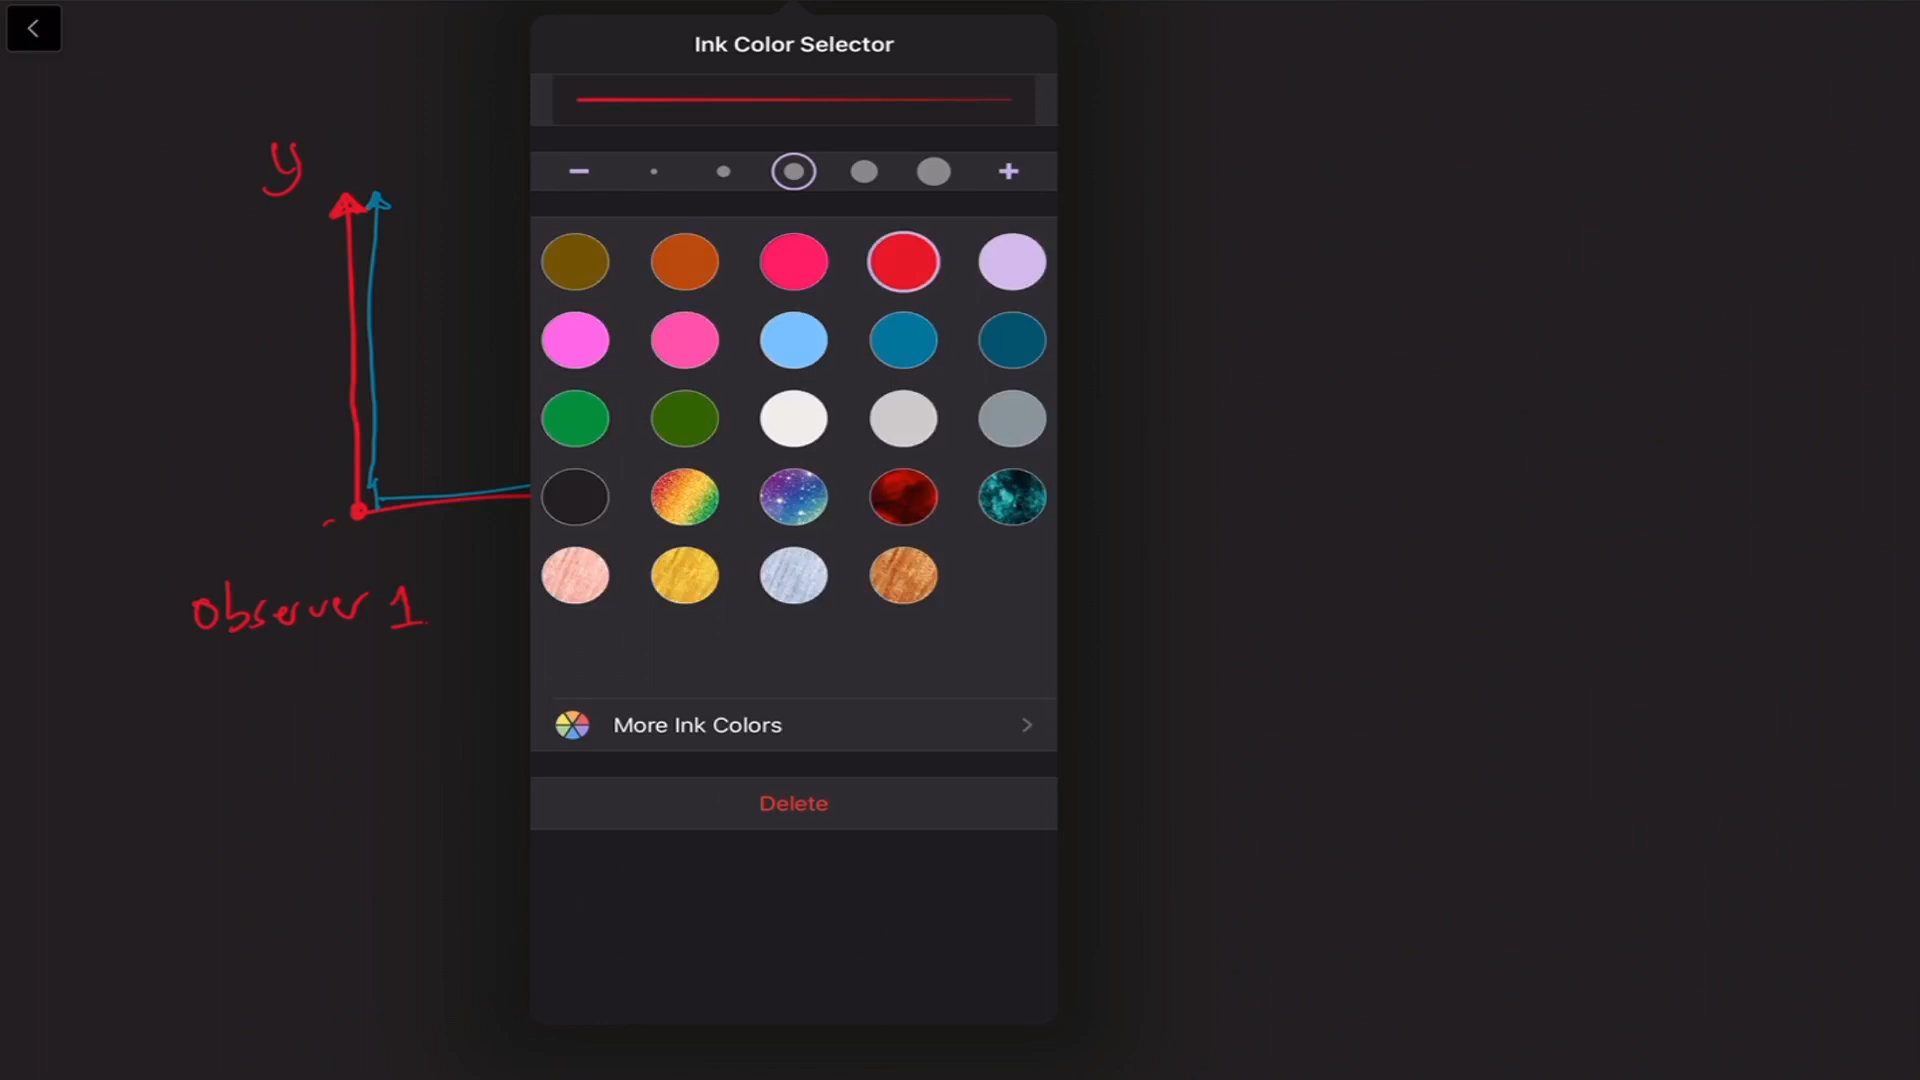 Ink Color Selector
y
observer 1
More Ink Colors
Delete